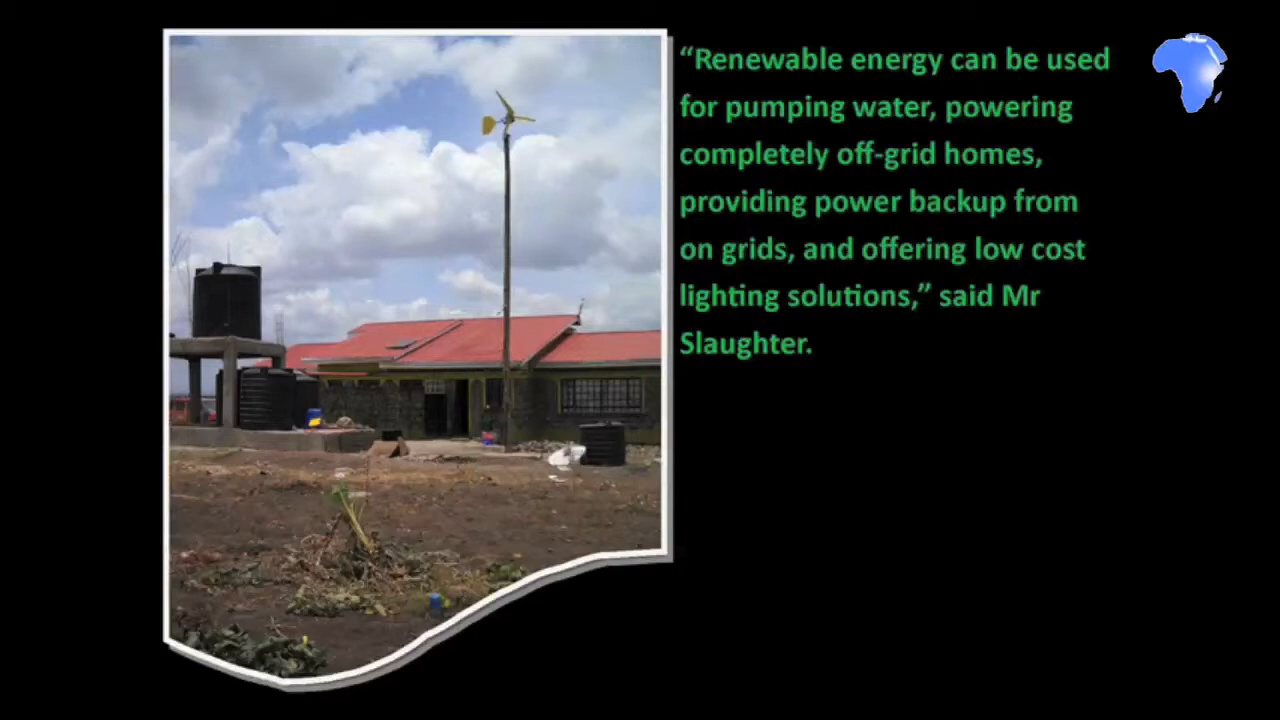 “Renewable energy can be used
for pumping water, powering
completely off-grid homes,
providing power backup from
on grids, and offering low cost
lighting solutions,” said Mr
Slaughter.